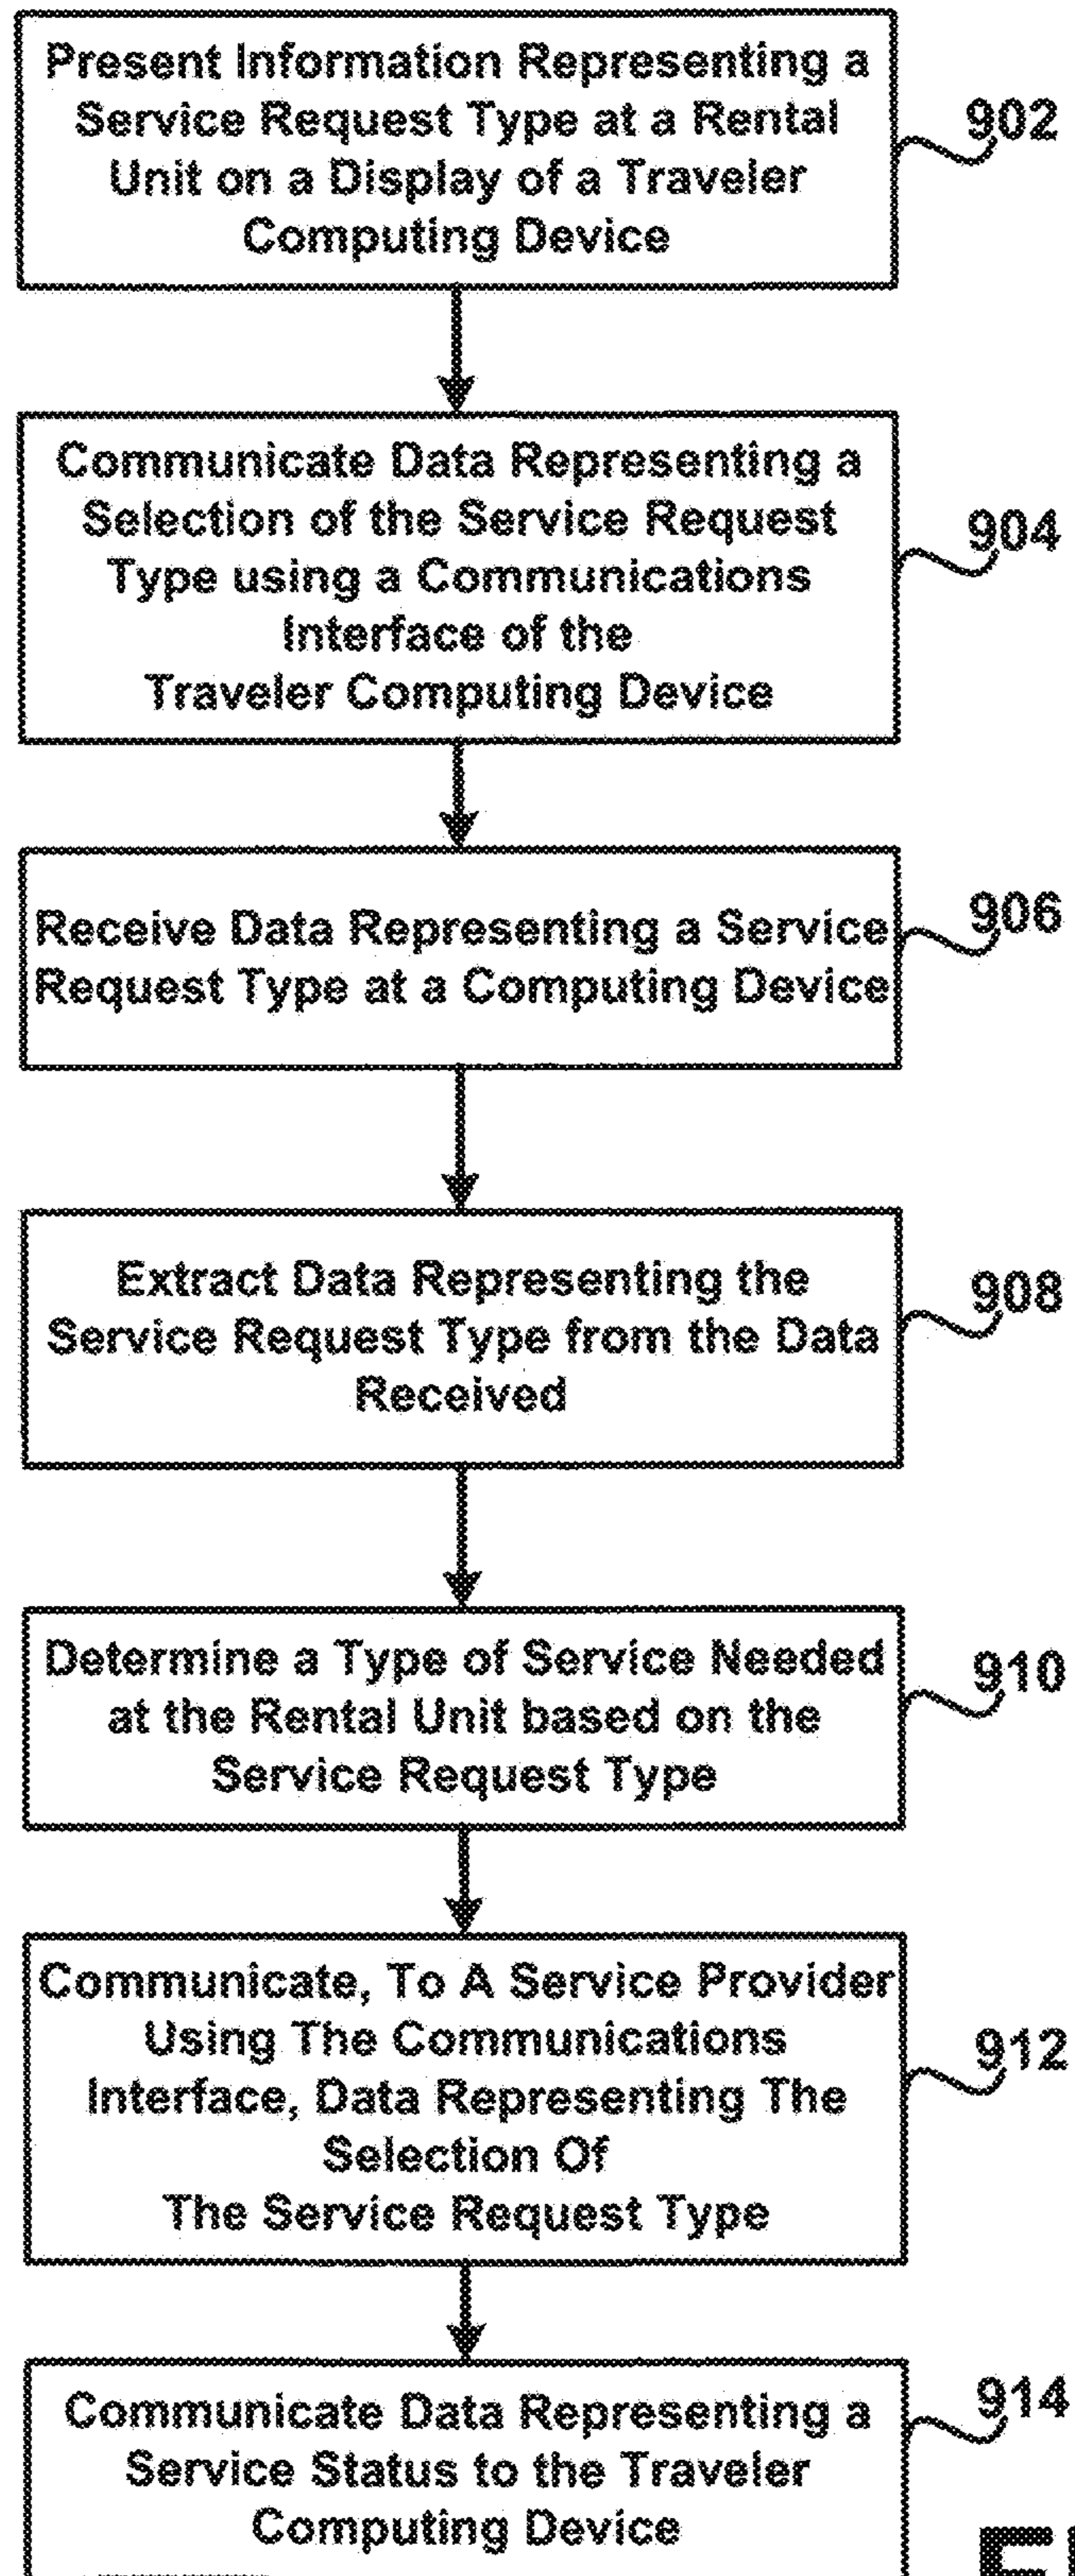 Present Information Representing a
Service Request Type at a Rental
Unit on a Display of a Traveler
Computing Device
902
Communicate Data Representing a
Selection of the Service Request
Type using a Communications
Interface of the
Traveler Computing Device
904
Receive Data Representing a Service
Request Type at a Computing Device
906
Extract Data Representing the
Service Request Type from the Data
Received
908
Determine a Type of Service Needed
at the Rental Unit based on the
Service Request Type
910
Communicate, To A Service Provider
Using The Communications
Interface, Data Representing The
Selection Of
The Service Request Type
912
Communicate Data Representing a
Service Status to the Traveler
Computing Device
914